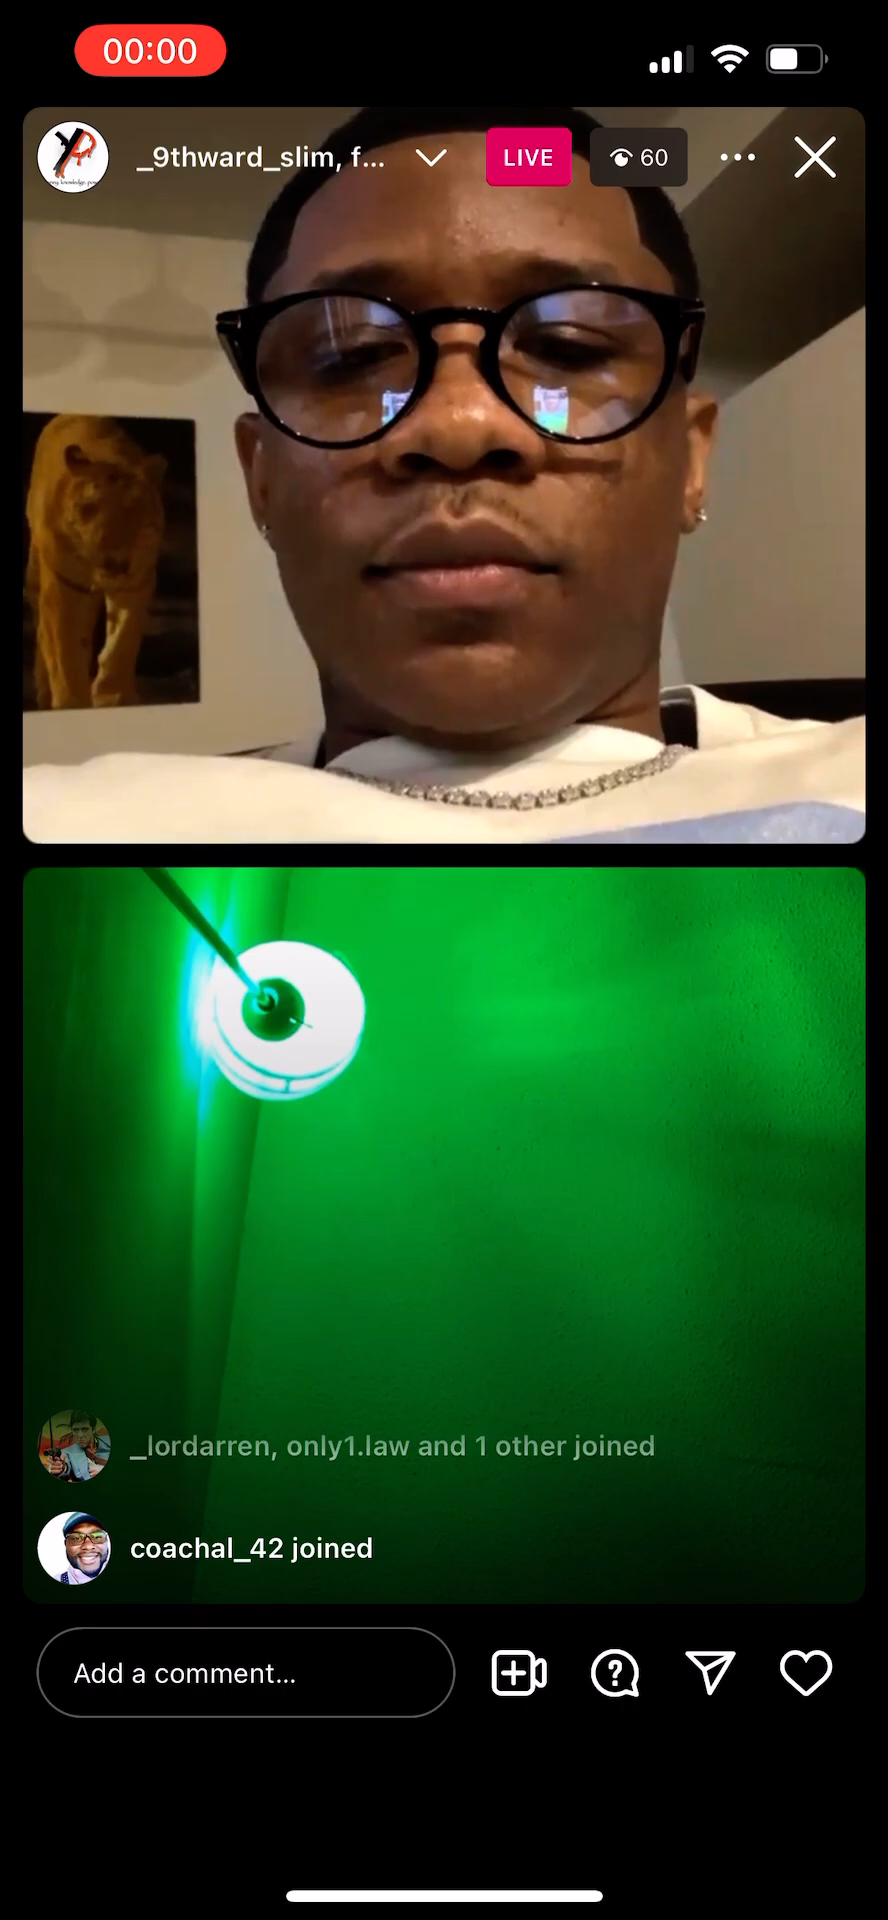 00:00
_9thward_slim, f...
LIVE
60
_lordarren, only1.law and 1 other joined
coachal_42 joined
Add a comment...